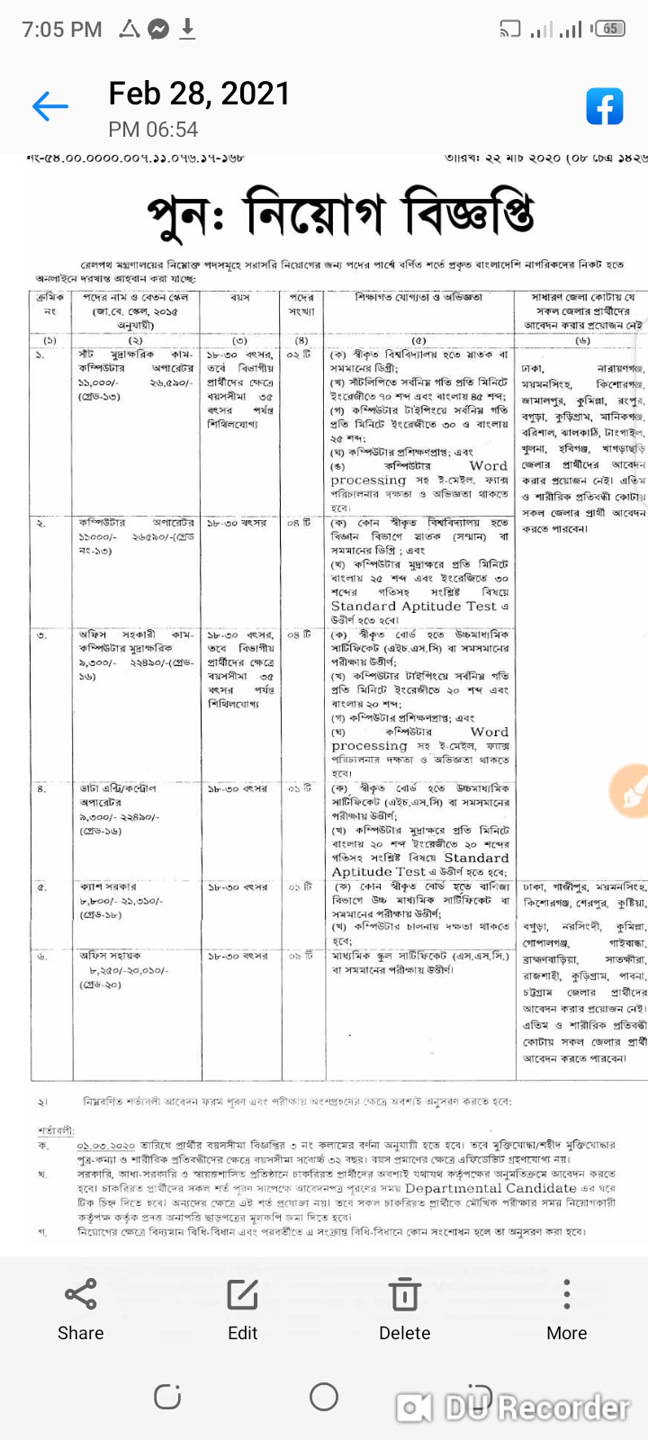 7:05 PM
65
Feb 28, 2021
PM 06:54
নং-৫৪.০০.০০০০.০০৭.১১.০৭৬.১৭-১৬৮ তারিখ: ২২ মার্চ ২০২০ (০৮ চৈত্র ১৪২৬
পুন: নিয়োগ বিজ্ঞপ্তি
রেলপথ মন্ত্রণালয়ের নিম্নোক্ত পদসমূহে সরাসরি নিয়োগের জন্য পদের পার্শ্বে বর্ণিত শর্তে প্রকৃত বাংলাদেশি নাগরিকদের নিকট হতে
অনলাইনে দরখাস্ত আহবান করা যাচ্ছে:
ক্রমিক নং
পদের নাম ও বেতন স্কেল
(জা.বে. স্কেল, ২০১৫
অনুযায়ী)
বয়স
পদের
সংখ্যা
শিক্ষাগত যোগ্যতা ও অভিজ্ঞতা
সাধারণ জেলা কোটায় যে
সকল জেলার প্রার্থীদের
আবেদন করার প্রয়োজন নেই
(১) (২) (৩) (৪) (৫) (৬)
১.
সাঁট মুদ্রাক্ষরিক কাম-
কম্পিউটার অপারেটর
১১,০০০/- ২৬,৫৯০/-
(গ্রেড-১৩)
১৮-৩০ বৎসর,
তবে বিভাগীয়
প্রার্থীদের ক্ষেত্রে
বয়সসীমা ৩৫
বৎসর পর্যন্ত
শিথিলযোগ্য
০২ টি
(ক) স্বীকৃত বিশ্ববিদ্যালয় হতে স্নাতক বা
সমমানের ডিগ্রী;
(খ) সাঁটলিপিতে সর্বনিম্ন গতি প্রতি মিনিটে
ইংরেজীতে ৭০ শব্দ এবং বাংলায় ৪৫ শব্দ;
(গ) কম্পিউটার টাইপিংয়ে সর্বনিম্ন গতি
প্রতি মিনিটে ইংরেজীতে ৩০ ও বাংলায়
২৫ শব্দ;
(ঘ) কম্পিউটার প্রশিক্ষণপ্রাপ্ত; এবং
(ঙ) কম্পিউটার Word
processing সহ ই-মেইল, ফ্যাক্স
পরিচালনার দক্ষতা ও অভিজ্ঞতা থাকতে
হবে।
ঢাকা, নারায়ণগঞ্জ,
ময়মনসিংহ, কিশোরগঞ্জ,
জামালপুর, কুমিল্লা, রংপুর,
বগুড়া, কুড়িগ্রাম, মানিকগঞ্জ,
বরিশাল, ঝালকাঠি, টাংগাইল,
খুলনা, হবিগঞ্জ, খাগড়াছড়ি
জেলার প্রার্থীদের আবেদন
করার প্রয়োজন নেই। এতিম
ও শারীরিক প্রতিবন্ধী কোটায়
সকল জেলার প্রার্থী আবেদন
করতে পারবেন।
২.
কম্পিউটার অপারেটর
১১০০০/- ২৬৫৯০/-(গ্রেড
নং-১৩)
১৮-৩০ বৎসর
০৪ টি
(ক) কোন স্বীকৃত বিশ্ববিদ্যালয় হতে
বিজ্ঞান বিভাগে স্নাতক (সম্মান) বা
সমমানের ডিগ্রি ; এবং
(খ) কম্পিউটার মুদ্রাক্ষরে প্রতি মিনিটে
বাংলায় ২৫ শব্দ এবং ইংরেজিতে ৩০
শব্দের গতিসহ সংশ্লিষ্ট বিষয়ে
Standard Aptitude Test এ
উত্তীর্ণ হতে হবে।
৩.
অফিস সহকারী কাম-
কম্পিউটার মুদ্রাক্ষরিক
৯,৩০০/- ২২৪৯০/-(গ্রেড-
১৬)
১৮-৩০ বৎসর,
তবে বিভাগীয়
প্রার্থীদের ক্ষেত্রে
বয়সসীমা ৩৫
বৎসর পর্যন্ত
শিথিলযোগ্য
০৪ টি
(ক) স্বীকৃত বোর্ড হতে উচ্চমাধ্যমিক
সার্টিফিকেট (এইচ.এস.সি) বা সমসমানের
পরীক্ষায় উত্তীর্ণ;
(খ) কম্পিউটার টাইপিংয়ে সর্বনিম্ন গতি
প্রতি মিনিটে ইংরেজীতে ২০ শব্দ এবং
বাংলায় ২০ শব্দ;
(গ) কম্পিউটার প্রশিক্ষণপ্রাপ্ত; এবং
(ঘ) কম্পিউটার Word
processing সহ ই-মেইল, ফ্যাক্স
পরিচালনার দক্ষতা ও অভিজ্ঞতা থাকতে
হবে।
৪.
ডাটা এন্ট্রি/কন্ট্রোল
অপারেটর
৯,৩০০/- ২২৪৯০/-
(গ্রেড-১৬)
১৮-৩০ বৎসর
০১ টি
(ক) স্বীকৃত বোর্ড হতে উচ্চমাধ্যমিক
সার্টিফিকেট (এইচ.এস.সি) বা সমমানের
পরীক্ষায় উত্তীর্ণ;
(খ) কম্পিউটার মুদ্রাক্ষরে প্রতি মিনিটে
বাংলায় ২০ শব্দ ইংরেজীতে ২০ শব্দের
গতিসহ সংশ্লিষ্ট বিষয়ে Standard
Aptitude Test এ উত্তীর্ণ হতে হবে;
৫.
ক্যাশ সরকার
৮,৮০০/- ২১,৩১০/-
(গ্রেড-১৮)
১৮-৩০ বৎসর
০১ টি
(ক) কোন স্বীকৃত বোর্ড হতে বাণিজ্য
বিভাগে উচ্চ মাধ্যমিক সার্টিফিকেট বা
সমমানের পরীক্ষায় উত্তীর্ণ;
(খ) কম্পিউটার চালনায় দক্ষতা থাকতে
হবে;
ঢাকা, গাজীপুর, ময়মনসিংহ,
কিশোরগঞ্জ, শেরপুর, কুষ্টিয়া,
বগুড়া, নরসিংদী, কুমিল্লা,
গোপালগঞ্জ, গাইবান্ধা,
ব্রাহ্মণবাড়িয়া, সাতক্ষীরা,
রাজশাহী, কুড়িগ্রাম, পাবনা,
চট্টগ্রাম জেলার প্রার্থীদের
আবেদন করার প্রয়োজন নেই।
এতিম ও শারীরিক প্রতিবন্ধী
কোটায় সকল জেলার প্রার্থী
আবেদন করতে পারবেন।
৬.
অফিস সহায়ক
৮,২৫০/-২০,০১০/-
(গ্রেড-২০)
১৮-৩০ বৎসর
০৯ টি
মাধ্যমিক স্কুল সার্টিফিকেট (এস.এস.সি.)
বা সমমানের পরীক্ষায় উত্তীর্ণ।
২। নিম্নবর্ণিত শর্তাবলী আবেদন ফরম পূরণ এবং পরীক্ষায় অংশগ্রহণের ক্ষেত্রে অবশ্যই অনুসরণ করতে হবে:
শর্তাবলী:
ক. ০১.০৩.২০২০ তারিখে প্রার্থীর বয়সসীমা বিজ্ঞপ্তির ৩ নং কলামের বর্ণনা অনুযায়ী হতে হবে। তবে মুক্তিযোদ্ধা/শহীদ মুক্তিযোদ্ধার
পুত্র-কন্যা ও শারীরিক প্রতিবন্ধীদের ক্ষেত্রে বয়সসীমা সর্বোচ্চ ৩২ বছর। বয়স প্রমাণের ক্ষেত্রে এফিডেভিট গ্রহণযোগ্য নয়।
খ. সরকারি, আধা-সরকারি ও স্বায়ত্তশাসিত প্রতিষ্ঠানে চাকরিরত প্রার্থীদের অবশ্যই যথাযথ কর্তৃপক্ষের অনুমতিক্রমে আবেদন করতে
হবে। চাকরিরত প্রার্থীদের সকল শর্ত পূরণ সাপেক্ষে আবেদনপত্র পূরণের সময় Departmental Candidate এর ঘরে
টিক চিহ্ন দিতে হবে। অন্যদের ক্ষেত্রে এই শর্ত প্রযোজ্য নয়। তবে সকল চাকরিরত প্রার্থীকে মৌখিক পরীক্ষার সময় নিয়োগকারী
কর্তৃপক্ষ কর্তৃক প্রদত্ত অনাপত্তি ছাড়পত্রের মূলকপি জমা দিতে হবে।
গ. নিয়োগের ক্ষেত্রে বিদ্যমান বিধি-বিধান এবং পরবর্তীতে এ সংক্রান্ত বিধি-বিধানে কোন সংশোধন হলে তা অনুসরণ করা হবে।
Share Edit Delete More
DU Recorder